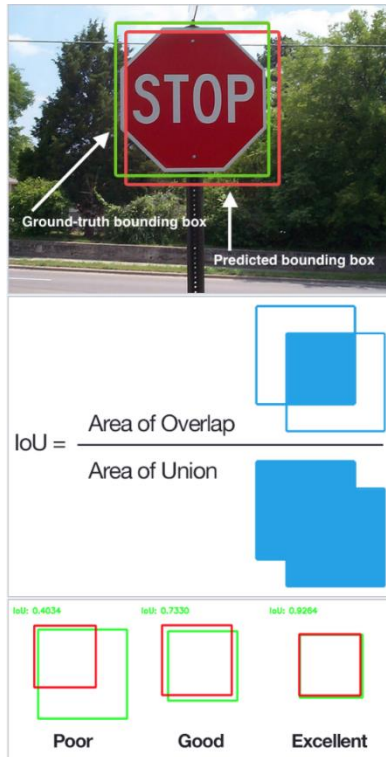 STOP
Ground-truth bounding box
Predicted bounding box
IoU =
Area of Overlap
Area of Union
IoU: 0.4034
IoU: 0.7330
IoU: 0.9264
Poor
Good
Excellent